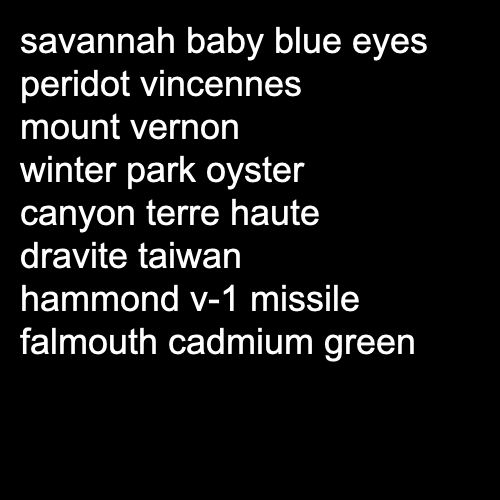 savannah baby blue eyes
peridot vincennes
mount vernon
winter park oyster
canyon terre haute
dravite taiwan
hammond v-1 missile
falmouth cadmium green